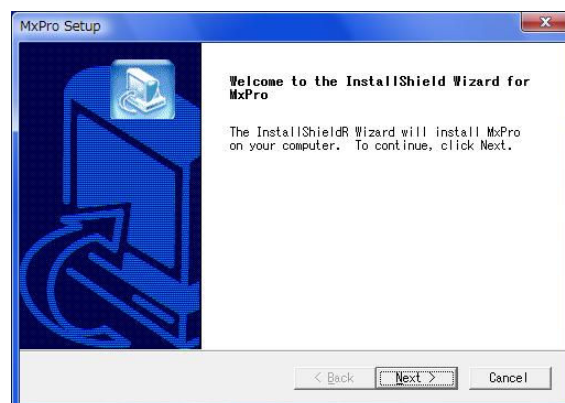 MxPro Setup
Welcome to the InstallShield Wizard for
MxPro
The InstallShieldR Wizard will install MxPro
on your computer.  To continue, click Next.
< Back
Next >
Cancel